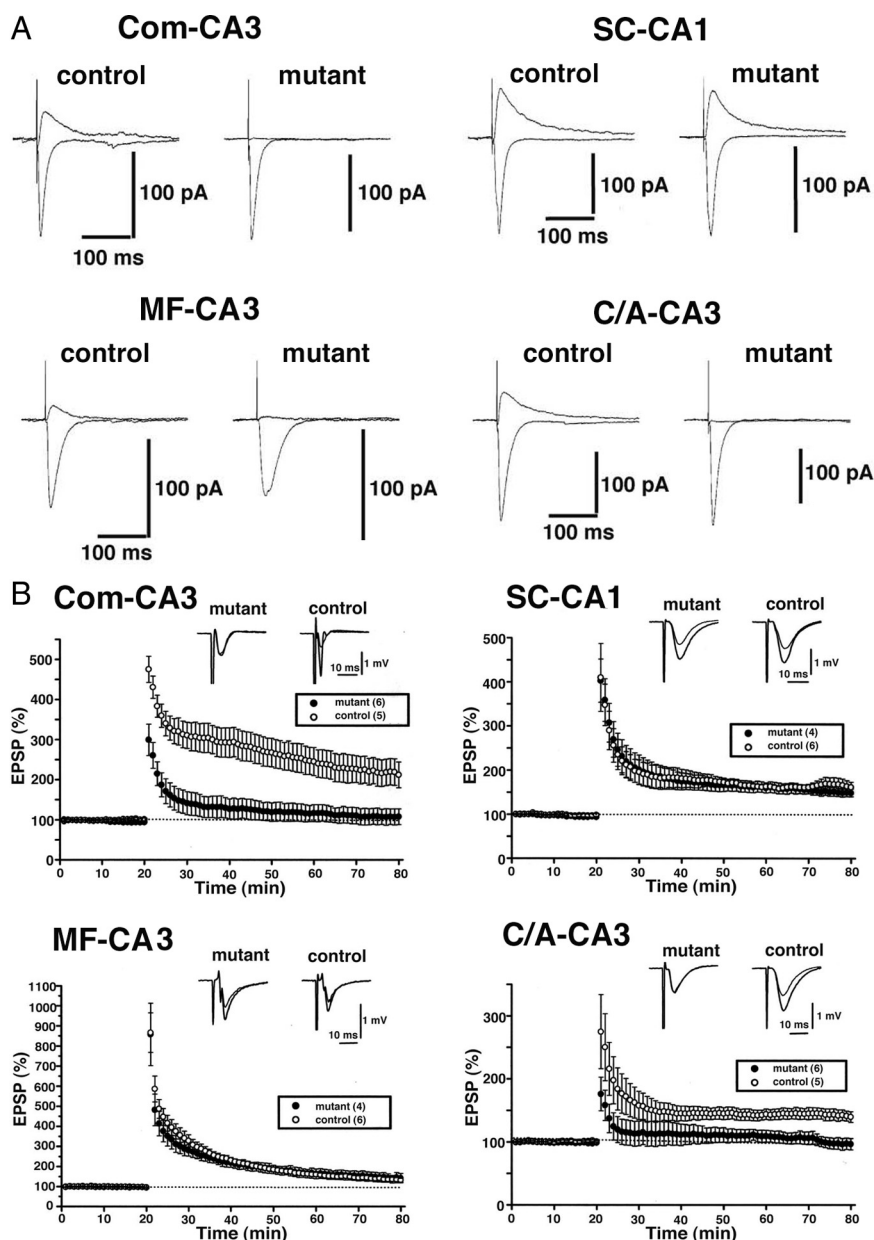 A
Com-CA3
control mutant
100 pA 100 pA
100 ms
SC-CA1
control mutant
100 pA 100 pA
100 ms
MF-CA3
control mutant
100 pA 100 pA
100 ms
C/A-CA3
control mutant
100 pA 100 pA
100 ms
B
Com-CA3
mutant control
10 ms 1 mV
mutant (6)
control (5)
EPSP (%)
500
400
300
200
100
0
0 10 20 30 40 50 60 70 80
Time (min)
SC-CA1
mutant control
10 ms 1 mV
mutant (4)
control (6)
EPSP (%)
500
400
300
200
100
0
0 10 20 30 40 50 60 70 80
Time (min)
MF-CA3
mutant control
10 ms 1 mV
mutant (4)
control (6)
EPSP (%)
1100
1000
900
800
700
600
500
400
300
200
100
0
0 10 20 30 40 50 60 70 80
Time (min)
C/A-CA3
mutant control
10 ms 1 mV
mutant (6)
control (5)
EPSP (%)
300
200
100
0
0 10 20 30 40 50 60 70 80
Time (min)